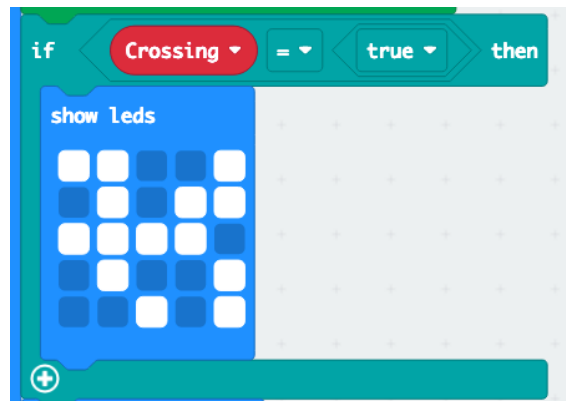 if Crossing = true then
show leds